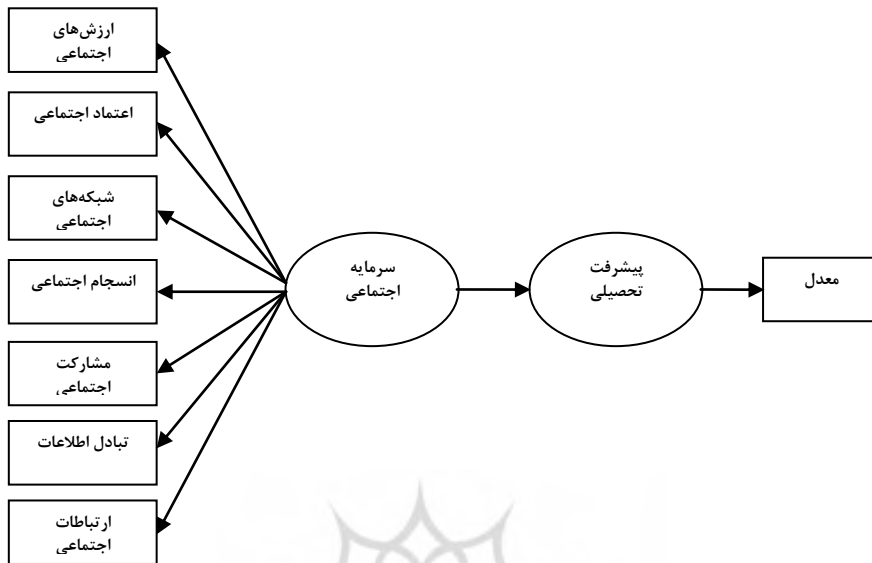 ارزش‌های
اجتماعی
اعتماد اجتماعی
شبکه‌های
اجتماعی
انسجام اجتماعی
مشارکت
اجتماعی
تبادل اطلاعات
ارتباطات
اجتماعی
سرمایه
اجتماعی
پیشرفت
تحصیلی
معدل